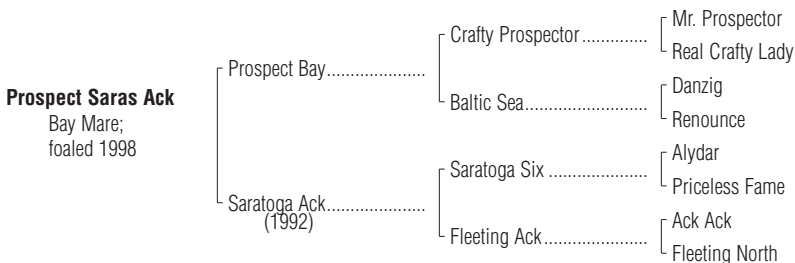 Prospect Saras Ack
Bay Mare;
foaled 1998
Prospect Bay.....................
Saratoga Ack.....................
(1992)
Crafty Prospector..............
Baltic Sea..........................
Saratoga Six .....................
Fleeting Ack......................
Mr. Prospector
Real Crafty Lady
Danzig
Renounce
Alydar
Priceless Fame
Ack Ack
Fleeting North